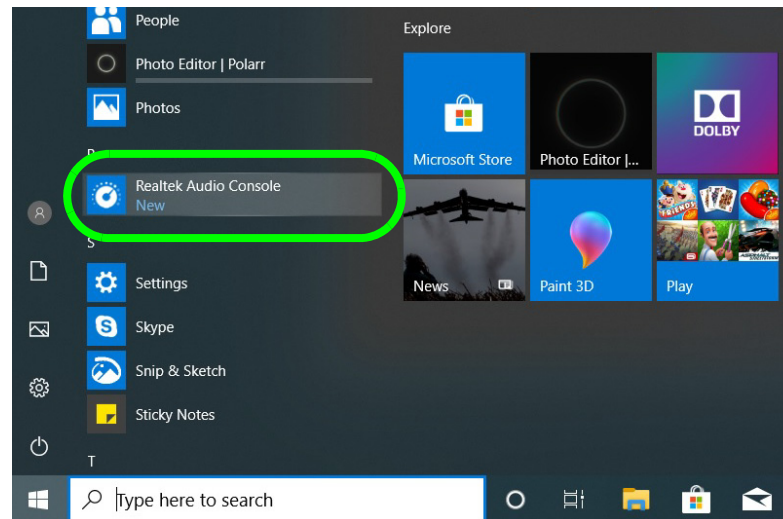 People
Photo Editor | Polarr
Photos
R
Realtek Audio Console
New
S
Settings
Skype
Snip & Sketch
Sticky Notes
T
Explore
Microsoft Store
Photo Editor |...
DOLBY
News
Paint 3D
FRIENDS
Play
Type here to search